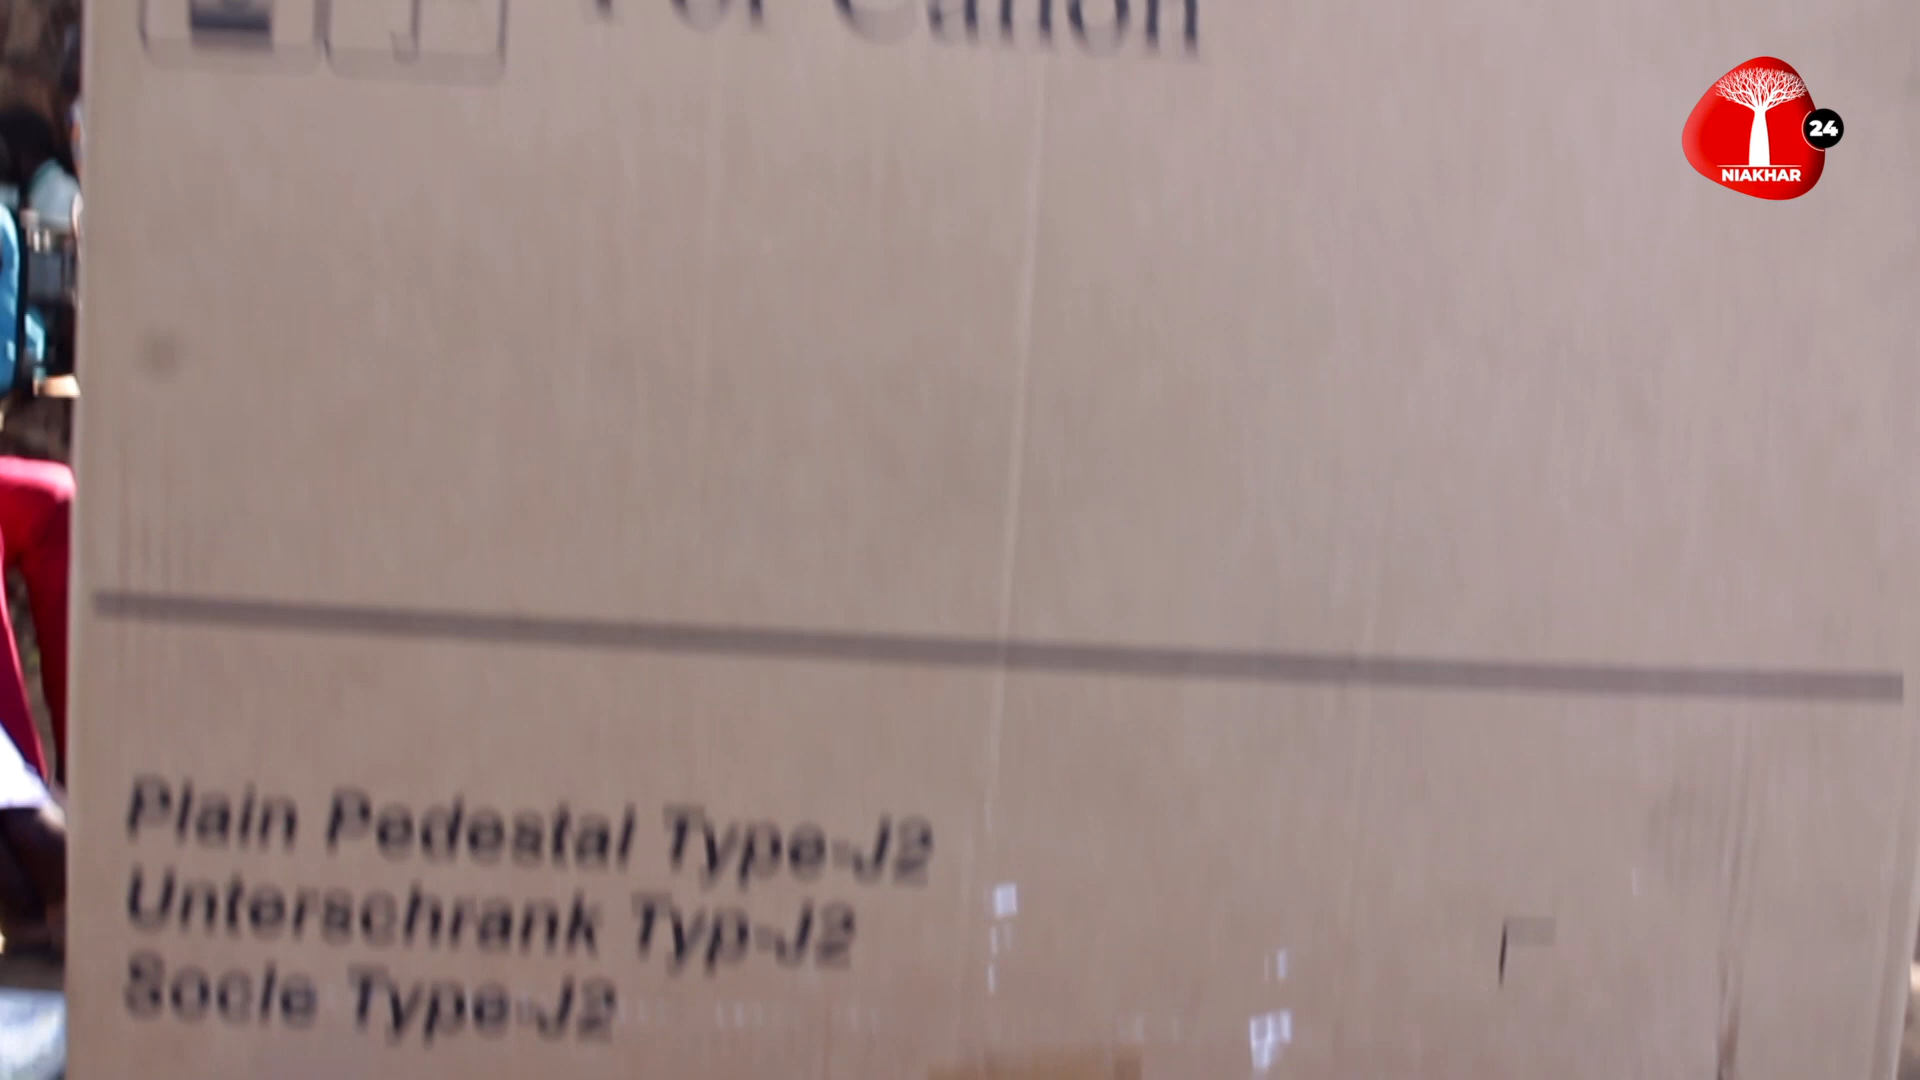 For Canon
24
NIAKHAR
Plain Pedestal Type-J2
Unterschrank Typ-J2
Socle Type-J2